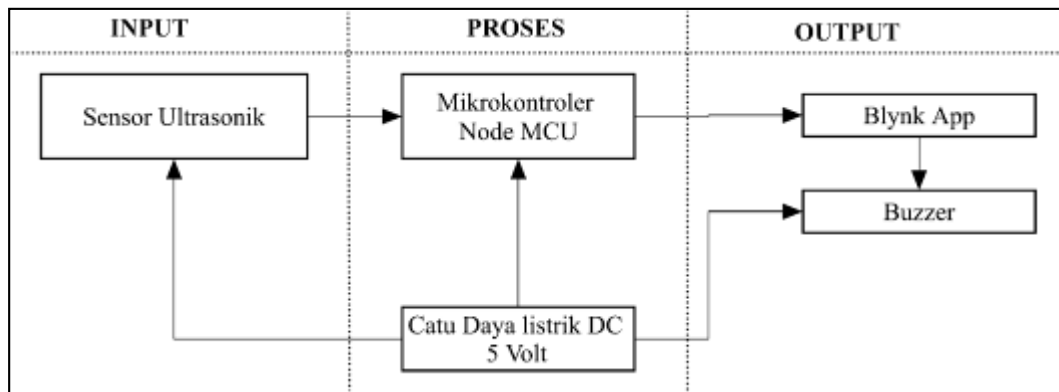 INPUT
PROSES
OUTPUT
Sensor Ultrasonik
Mikrokontroler
Node MCU
Blynk App
Buzzer
Catu Daya listrik DC
5 Volt